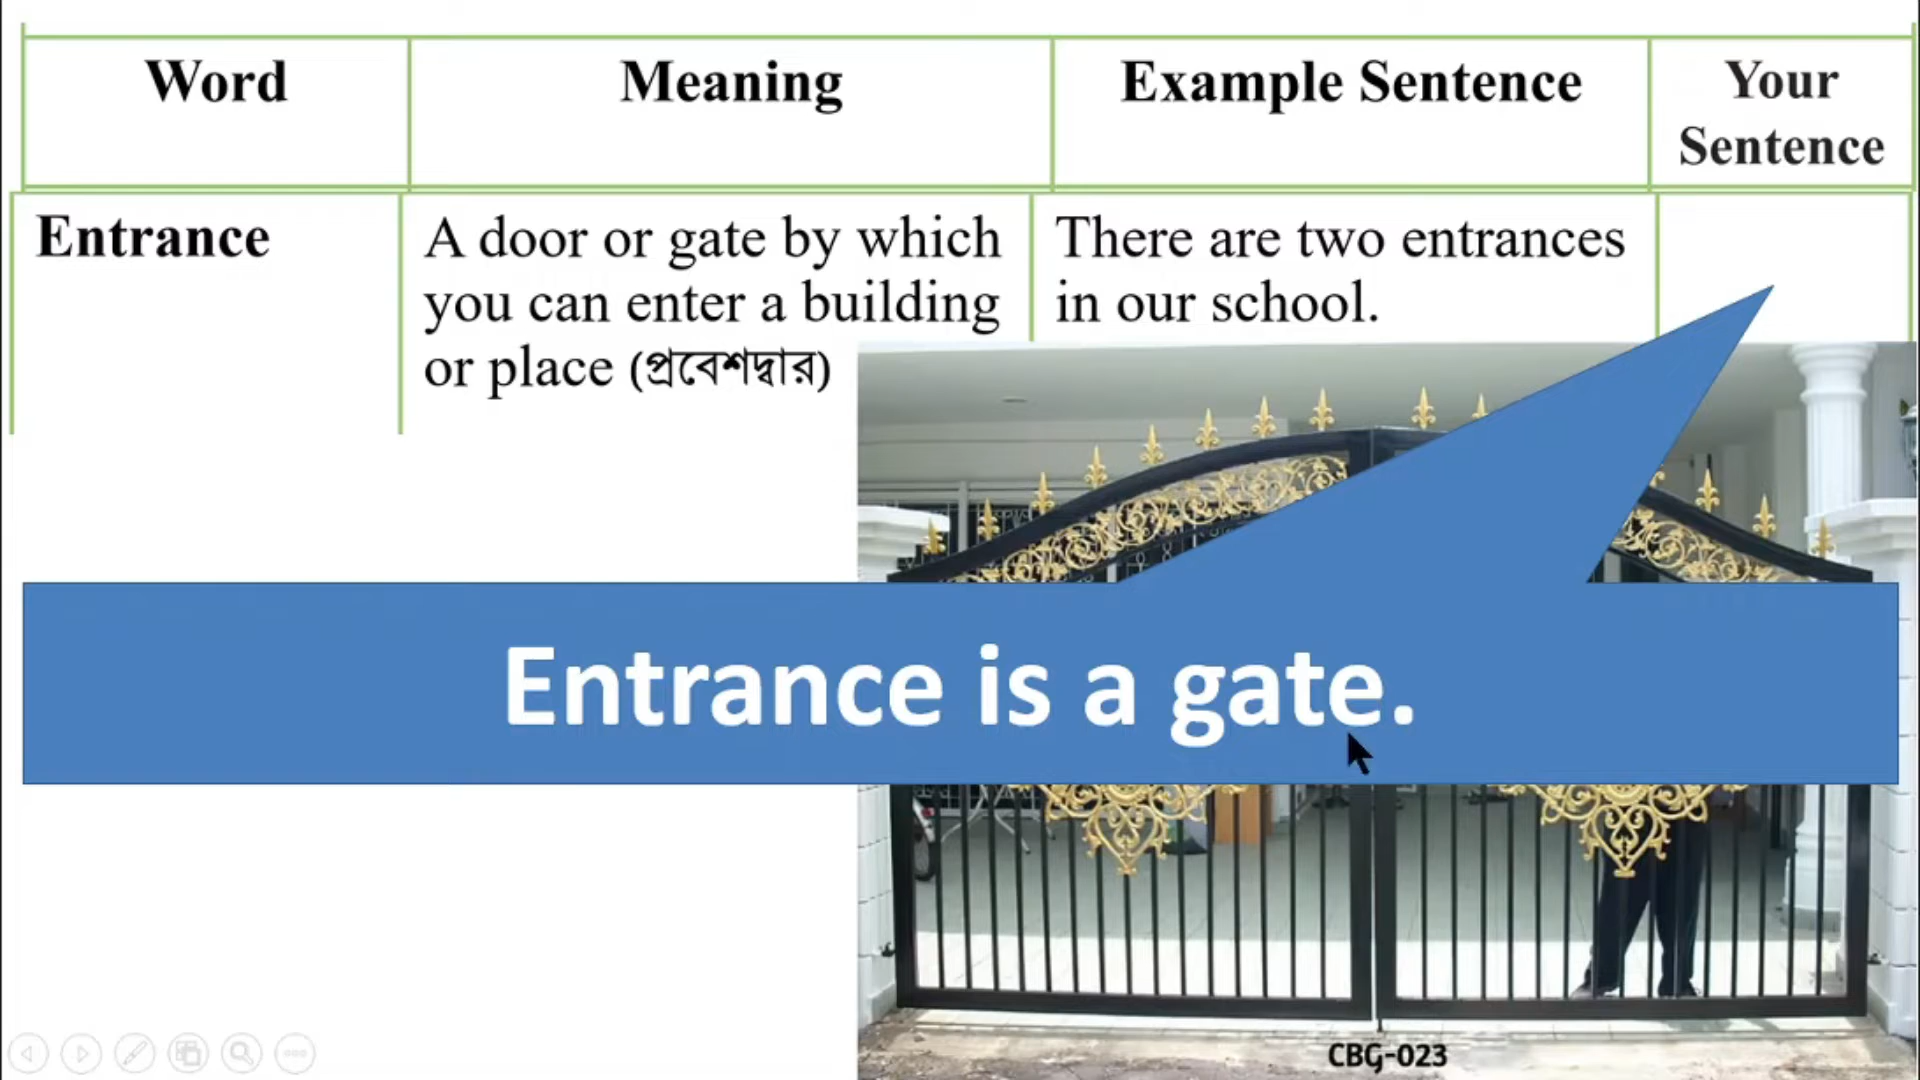 Word
Meaning
Example Sentence
Your
Sentence
Entrance
A door or gate by which
you can enter a building
or place (প্রবেশদ্বার)
There are two entrances
in our school.
Entrance is a gate.
CBG-023